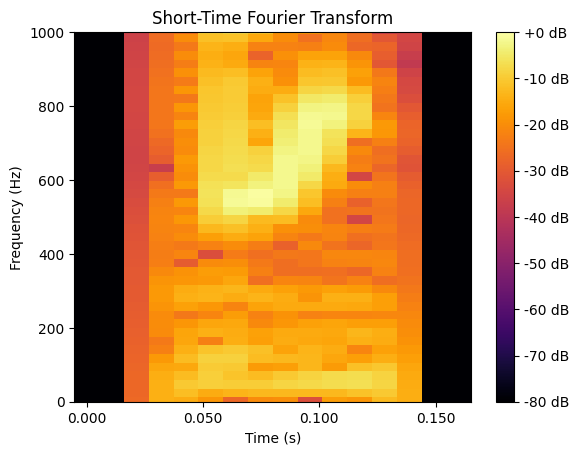 Short-Time Fourier Transform
1000
800
600
400
200
0
Frequency (Hz)
0.000
0.050
0.100
0.150
Time (s)
+0 dB
-10 dB
-20 dB
-30 dB
-40 dB
-50 dB
-60 dB
-70 dB
-80 dB